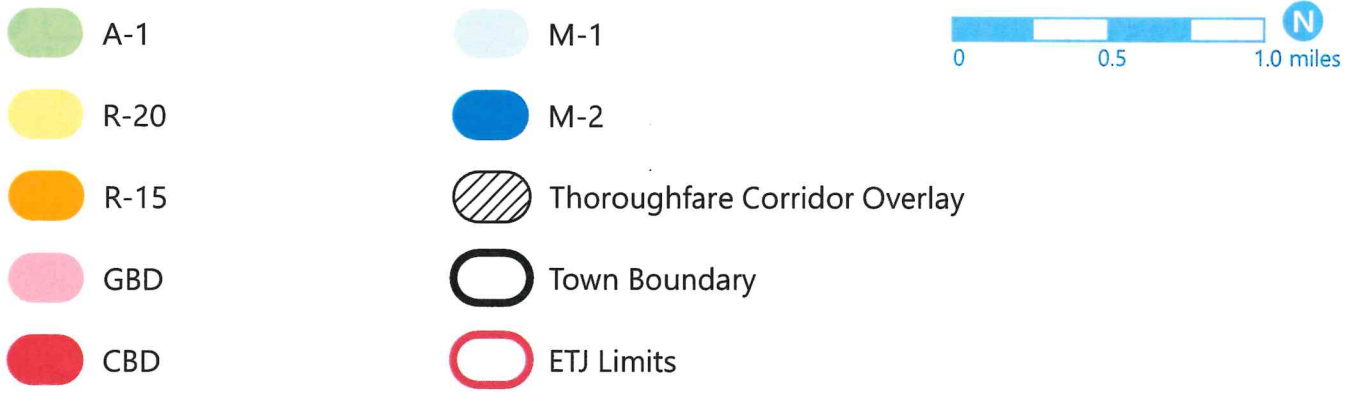 A-1
R-20
R-15
GBD
CBD
M-1
M-2
Thoroughfare Corridor Overlay
Town Boundary
ETJ Limits
N
0 0.5 1.0 miles